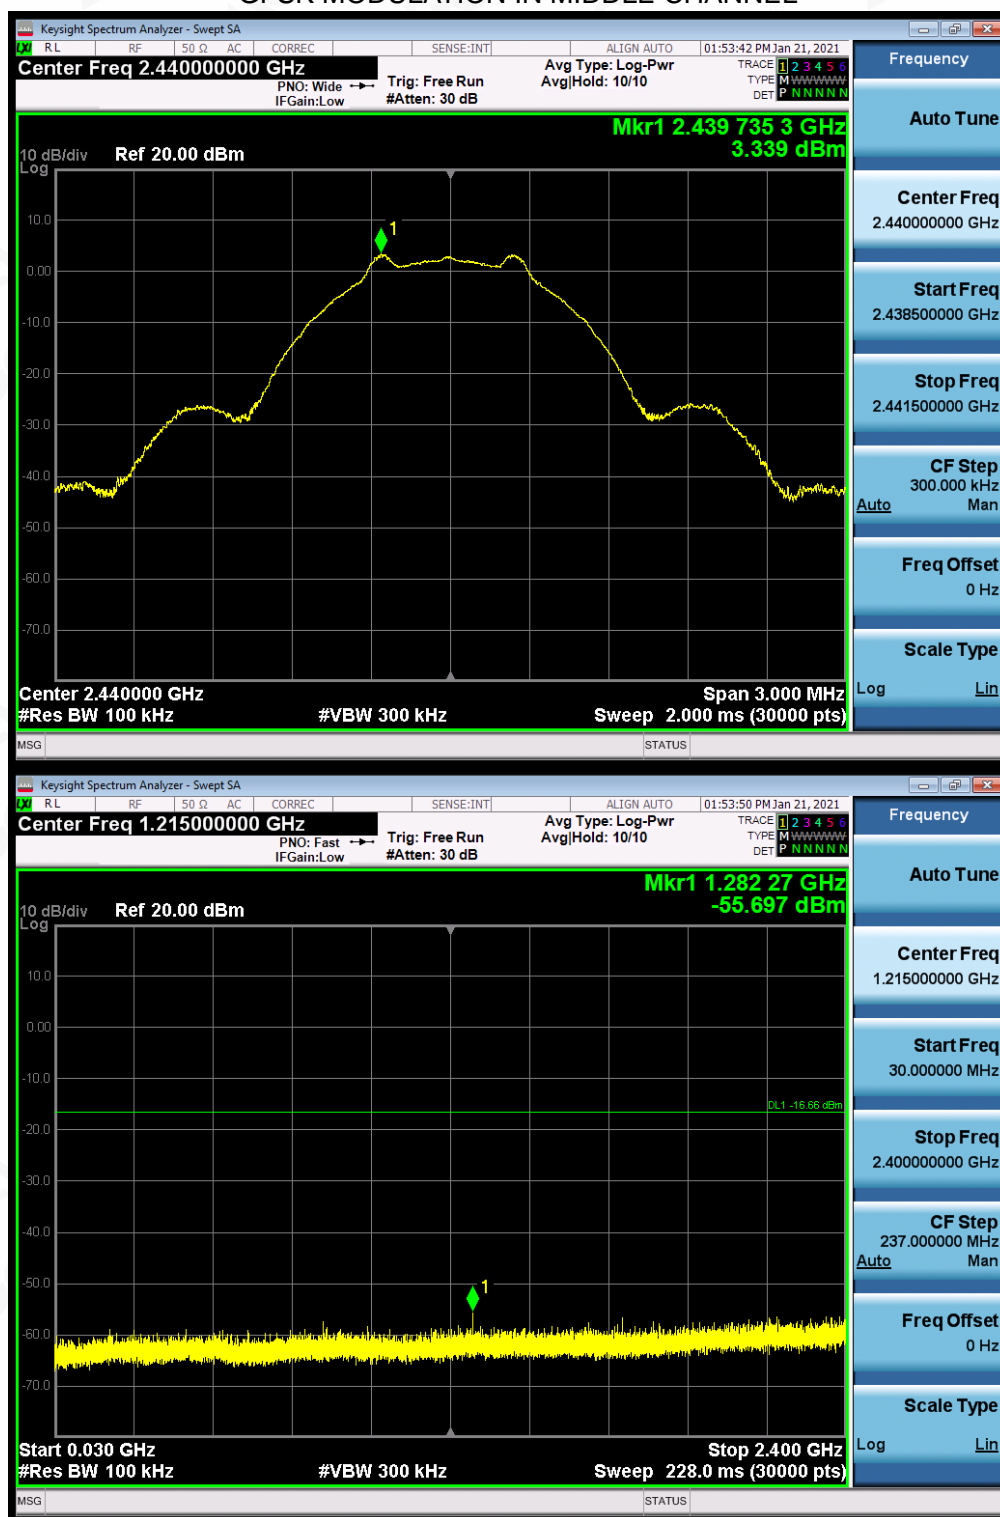 GFSK MODULATION IN MIDDLE CHANNEL
Keysight Spectrum Analyzer - Swept SA
LXI RL RF 50 Ω AC CORREC SENSE:INT ALIGN AUTO 01:53:42 PM Jan 21, 2021
Center Freq 2.440000000 GHz
PNO: Wide
IFGain:Low
Trig: Free Run
#Atten: 30 dB
Avg Type: Log-Pwr
Avg|Hold: 10/10
TRACE 1 2 3 4 5 6
TYPE M WWWWW
DET P N N N N N
Mkr1 2.439 735 3 GHz
3.339 dBm
10 dB/div Ref 20.00 dBm
Log
1
10.0
0.00
-10.0
-20.0
-30.0
-40.0
-50.0
-60.0
-70.0
Center 2.440000 GHz Span 3.000 MHz
#Res BW 100 kHz #VBW 300 kHz Sweep 2.000 ms (30000 pts)
MSG STATUS
Frequency
Auto Tune
Center Freq
2.440000000 GHz
Start Freq
2.438500000 GHz
Stop Freq
2.441500000 GHz
CF Step
300.000 kHz
Auto Man
Freq Offset
0 Hz
Scale Type
Log Lin
Keysight Spectrum Analyzer - Swept SA
LXI RL RF 50 Ω AC CORREC SENSE:INT ALIGN AUTO 01:53:50 PM Jan 21, 2021
Center Freq 1.215000000 GHz
PNO: Fast
IFGain:Low
Trig: Free Run
#Atten: 30 dB
Avg Type: Log-Pwr
Avg|Hold: 10/10
TRACE 1 2 3 4 5 6
TYPE M WWWWW
DET P N N N N N
Mkr1 1.282 27 GHz
-55.697 dBm
10 dB/div Ref 20.00 dBm
Log
10.0
0.00
-10.0
DL1 -16.66 dBm
-20.0
-30.0
-40.0
-50.0
1
-60.0
-70.0
Start 0.030 GHz Stop 2.400 GHz
#Res BW 100 kHz #VBW 300 kHz Sweep 228.0 ms (30000 pts)
MSG STATUS
Frequency
Auto Tune
Center Freq
1.215000000 GHz
Start Freq
30.000000 MHz
Stop Freq
2.400000000 GHz
CF Step
237.000000 MHz
Auto Man
Freq Offset
0 Hz
Scale Type
Log Lin